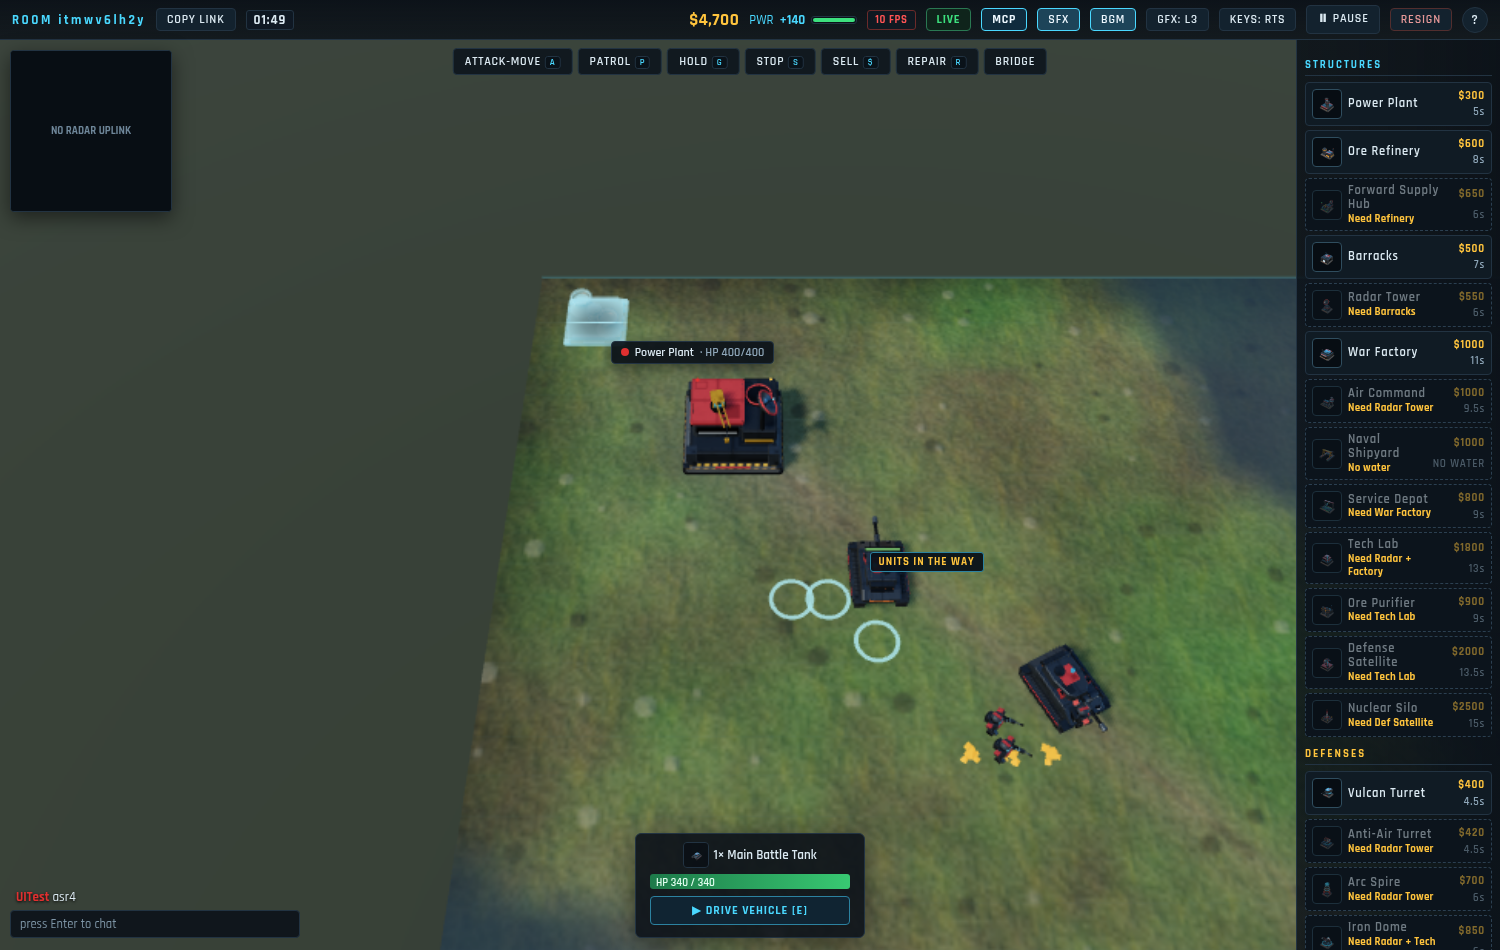 ROOM itmwv6lh2y
COPY LINK
01:49
$4,700
PWR +140
10 FPS
LIVE
MCP
SFX
BGM
GFX: L3
KEYS: RTS
⏸ PAUSE
RESIGN
?
ATTACK-MOVE A
PATROL P
HOLD G
STOP S
SELL $
REPAIR R
BRIDGE
NO RADAR UPLINK
Power Plant · HP 400/400
UNITS IN THE WAY
1× Main Battle Tank
HP 340 / 340
▶ DRIVE VEHICLE [E]
UITest asr4
press Enter to chat
STRUCTURES
Power Plant
$300
5s
Ore Refinery
$600
8s
Forward Supply
Hub
Need Refinery
$650
6s
Barracks
$500
7s
Radar Tower
Need Barracks
$550
6s
War Factory
$1000
11s
Air Command
Need Radar Tower
$1000
9.5s
Naval
Shipyard
No water
$1000
NO WATER
Service Depot
Need War Factory
$800
9s
Tech Lab
Need Radar +
Factory
$1800
13s
Ore Purifier
Need Tech Lab
$900
9s
Defense
Satellite
Need Tech Lab
$2000
13.5s
Nuclear Silo
Need Def Satellite
$2500
15s
DEFENSES
Vulcan Turret
$400
4.5s
Anti-Air Turret
Need Radar Tower
$420
4.5s
Arc Spire
Need Radar Tower
$700
6s
Iron Dome
Need Radar + Tech
$850